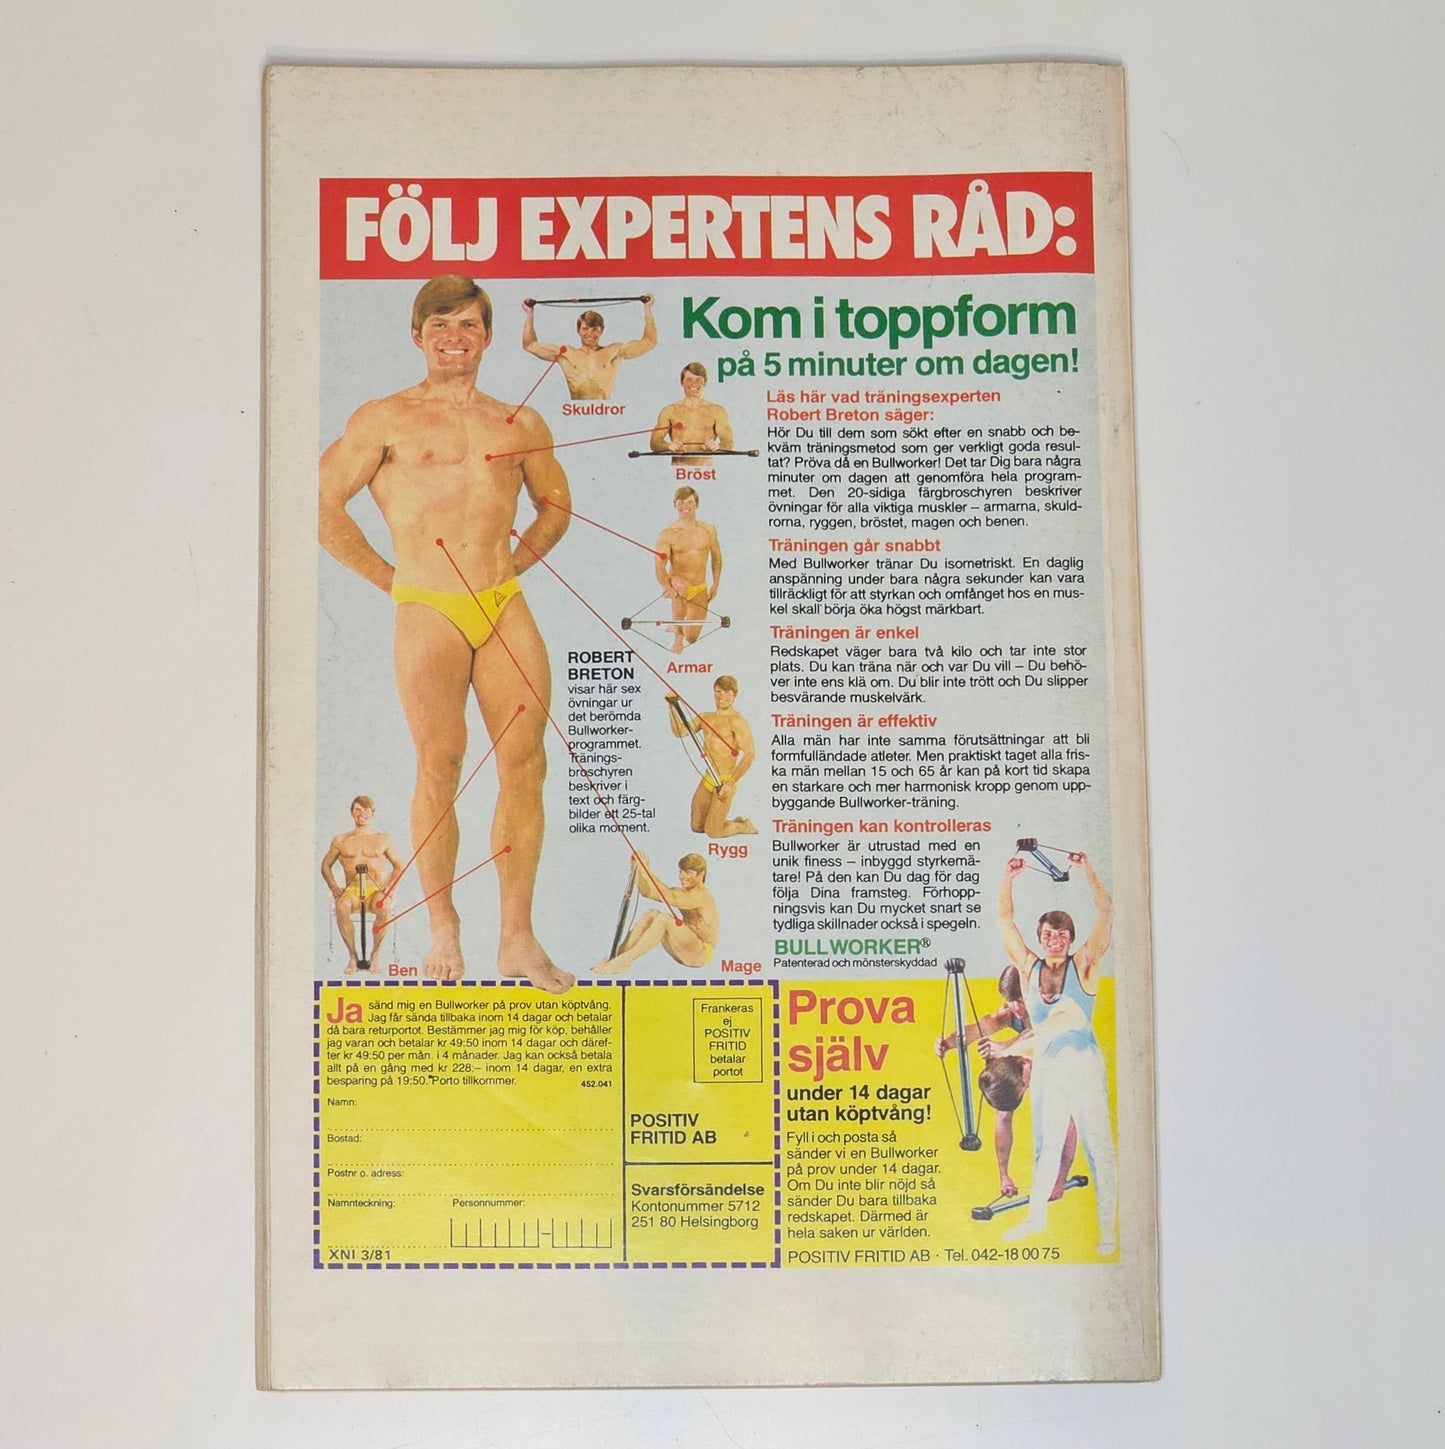 FÖLJ EXPERTENS RÅD:
Kom i toppform
på 5 minuter om dagen!
Skuldror
Bröst
Armar
Rygg
Mage
Ben
ROBERT
BRETON
visar här sex
övningar ur
det berömda
Bullworker-
programmet.
Tränings-
broschyren
beskriver i
text och färg-
bilder ett 25-tal
olika moment.
Läs här vad träningsexperten
Robert Breton säger:
Hör Du till dem som sökt efter en snabb och be-
kväm träningsmetod som ger verkligt goda resul-
tat? Pröva då en Bullworker! Det tar Dig bara några
minuter om dagen att genomföra hela program-
met. Den 20-sidiga färgbroschyren beskriver
övningar för alla viktiga muskler – armarna, skuld-
rorna, ryggen, bröstet, magen och benen.
Träningen går snabbt
Med Bullworker tränar Du isometriskt. En daglig
anspänning under bara några sekunder kan vara
tillräckligt för att styrkan och omfånget hos en mus-
kel skall börja öka högst märkbart.
Träningen är enkel
Redskapet väger bara två kilo och tar inte stor
plats. Du kan träna när och var Du vill – Du behö-
ver inte ens klä om. Du blir inte trött och Du slipper
besvärande muskelvärk.
Träningen är effektiv
Alla män har inte samma förutsättningar att bli
formfulländade atleter. Men praktiskt taget alla fris-
ka män mellan 15 och 65 år kan på kort tid skapa
en starkare och mer harmonisk kropp genom upp-
byggande Bullworker-träning.
Träningen kan kontrolleras
Bullworker är utrustad med en
unik finess – inbyggd styrkemä-
tare! På den kan Du dag för dag
följa Dina framsteg. Förhopp-
ningsvis kan Du mycket snart se
tydliga skillnader också i spegeln.
BULLWORKER®
Patenterad och mönsterskyddad
Ja sänd mig en Bullworker på prov utan köptvång.
Jag får sända tillbaka inom 14 dagar och betalar
då bara returportot. Bestämmer jag mig för köp, behåller
jag varan och betalar kr 49:50 inom 14 dagar och däref-
ter kr 49:50 per mån. i 4 månader. Jag kan också betala
allt på en gång med kr 228:– inom 14 dagar, en extra
besparing på 19:50. Porto tillkommer. 452.041
Namn:
Bostad:
Postnr o. adress:
Namnteckning: Personnummer:
XNI 3/81
Frankeras
ej
POSITIV
FRITID
betalar
portot
POSITIV
FRITID AB
Svarsförsändelse
Kontonummer 5712
251 80 Helsingborg
Prova
själv
under 14 dagar
utan köptvång!
Fyll i och posta så
sänder vi en Bullworker
på prov under 14 dagar.
Om Du inte blir nöjd så
sänder Du bara tillbaka
redskapet. Därmed är
hela saken ur världen.
POSITIV FRITID AB · Tel. 042-18 00 75